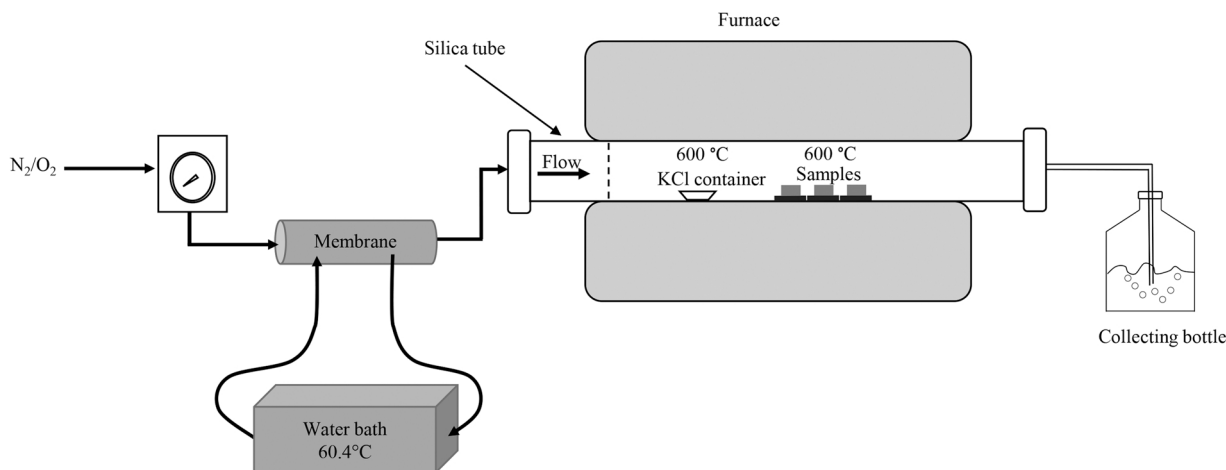 Furnace
Silica tube
N₂/O₂
Flow
600 °C
KCl container
600 °C
Samples
Membrane
Water bath
60.4°C
Collecting bottle